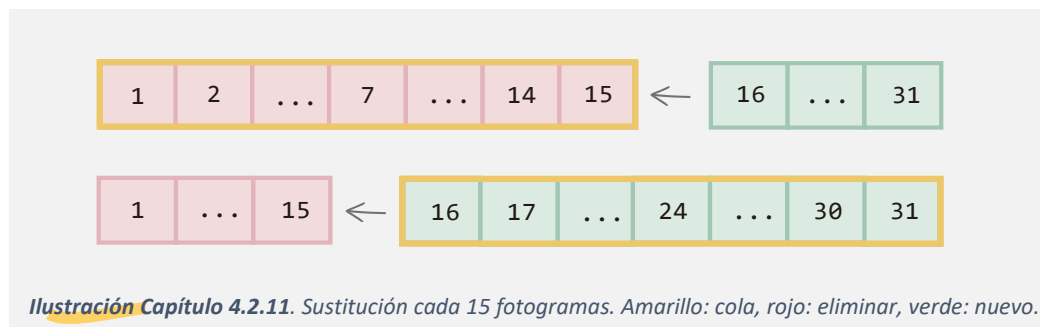 1 2 ... 7 ... 14 15 16 ... 31
1 ... 15 16 17 ... 24 ... 30 31
Ilustración Capítulo 4.2.11. Sustitución cada 15 fotogramas. Amarillo: cola, rojo: eliminar, verde: nuevo.